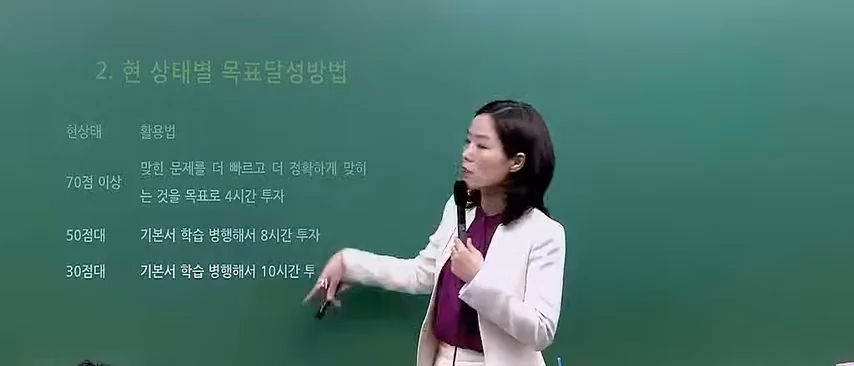 2. 현 상태별 목표달성방법
현상태 활용법
70점 이상 맞힌 문제를 더 빠르고 더 정확하게 맞히
는 것을 목표로 4시간 투자
50점대 기본서 학습 병행해서 8시간 투자
30점대 기본서 학습 병행해서 10시간 투